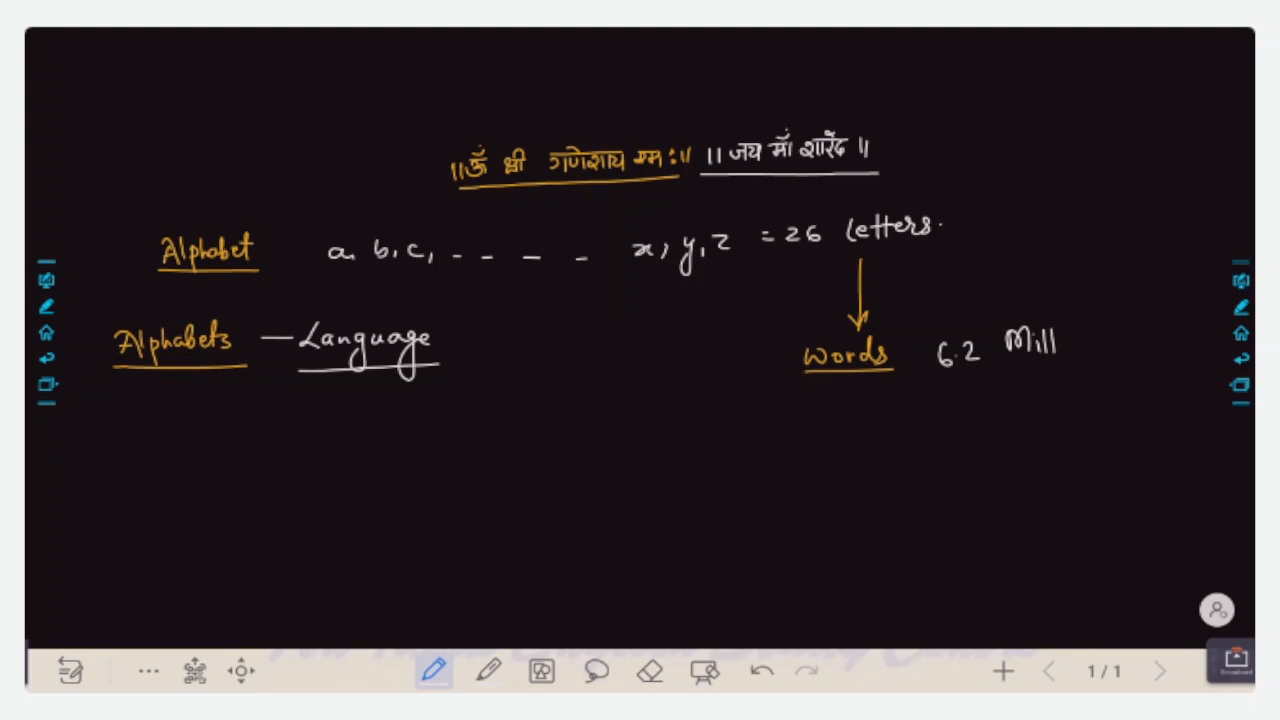 ॥ॐ श्री गणेशाय नमः॥ ॥ जय माँ शारदे ॥
Alphabet a, b, c, - - - - x, y, z = 26 letters.
Alphabets — Language Words 6.2 Mill
1 / 1